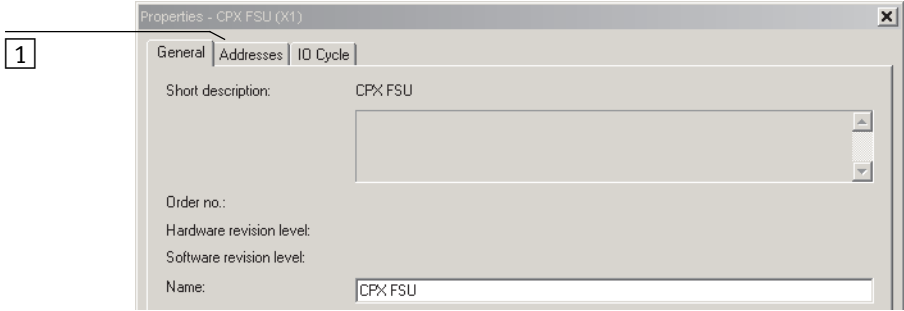 Properties - CPX FSU (X1)
1
General Addresses IO Cycle
Short description: CPX FSU
Order no.:
Hardware revision level:
Software revision level:
Name: CPX FSU